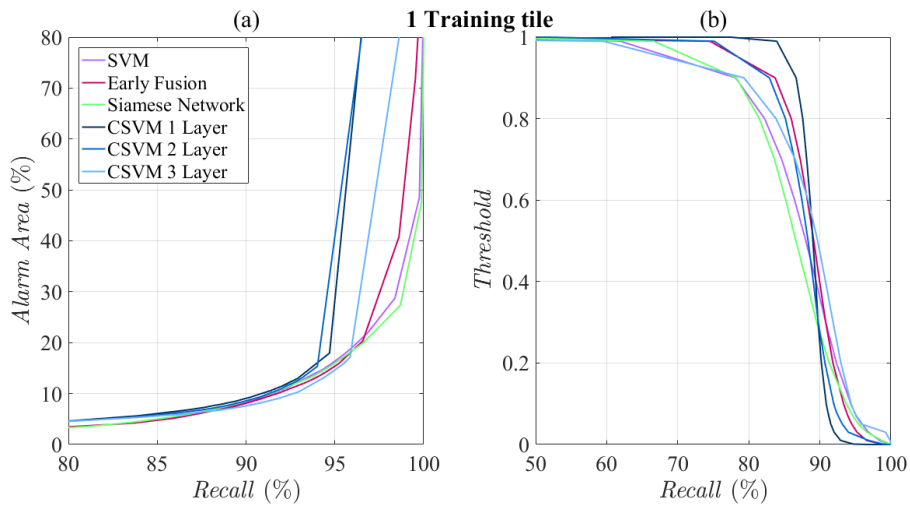 (a) 1 Training tile (b)
80
70
60
50
40
30
20
10
0
Alarm Area (%)
SVM
Early Fusion
Siamese Network
CSVM 1 Layer
CSVM 2 Layer
CSVM 3 Layer
80 85 90 95 100
Recall (%)
1
0.8
0.6
0.4
0.2
0
Threshold
50 60 70 80 90 100
Recall (%)